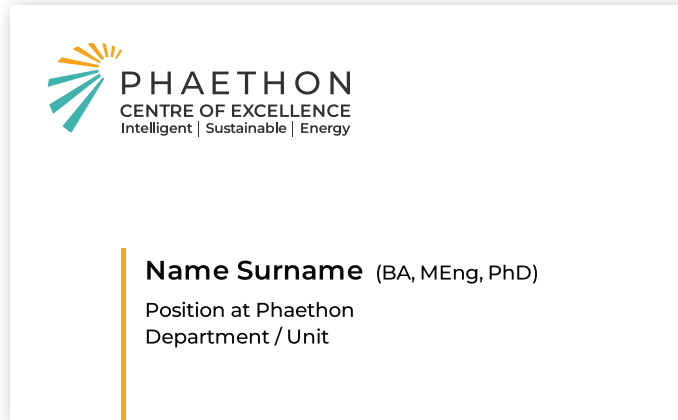 PHAETHON
CENTRE OF EXCELLENCE
Intelligent | Sustainable | Energy
Name Surname (BA, MEng, PhD)
Position at Phaethon
Department / Unit